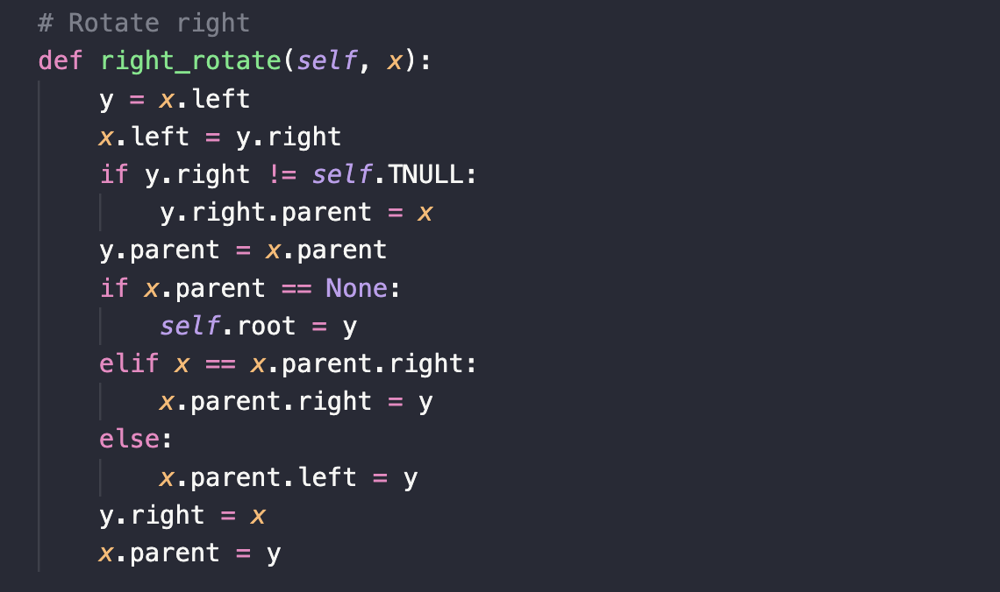 # Rotate right
def right_rotate(self, x):
    y = x.left
    x.left = y.right
    if y.right != self.TNULL:
        y.right.parent = x
    y.parent = x.parent
    if x.parent == None:
        self.root = y
    elif x == x.parent.right:
        x.parent.right = y
    else:
        x.parent.left = y
    y.right = x
    x.parent = y